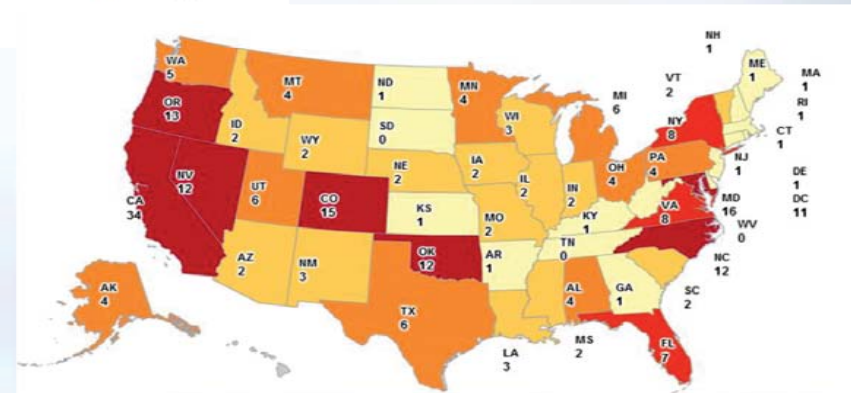 NH
1
WA
5
ME
1
MA
1
VT
2
MT
4
ND
1
MN
4
MI
6
RI
1
OR
13
ID
2
SD
0
WI
3
NY
8
CT
1
WY
2
NJ
1
PA
4
NE
2
IA
2
OH
4
DE
1
NV
12
UT
6
CO
15
IL
2
IN
2
MD
16
DC
11
CA
34
KS
1
MO
2
KY
1
VA
8
WV
0
AZ
2
NM
3
OK
12
AR
1
TN
0
NC
12
AK
4
TX
6
AL
4
GA
1
SC
2
LA
3
MS
2
FL
7